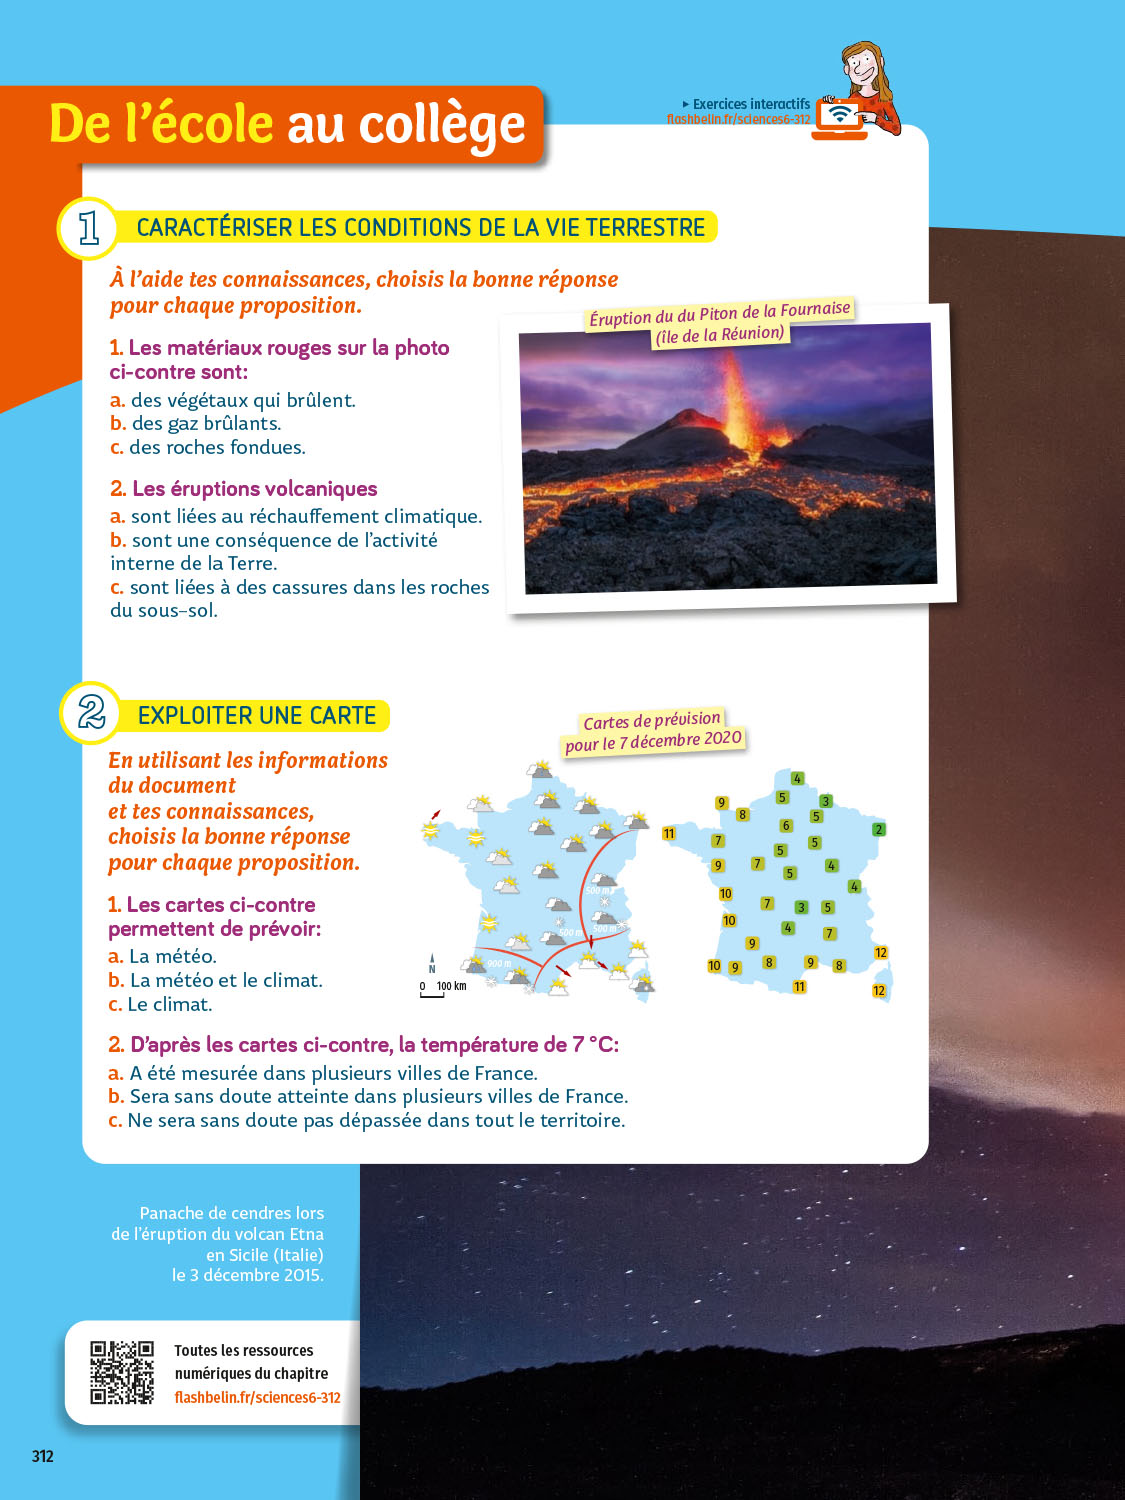 De l'école au collège
▸ Exercices interactifs
flashbelin.fr/sciences6-312
1
CARACTÉRISER LES CONDITIONS DE LA VIE TERRESTRE
À l'aide tes connaissances, choisis la bonne réponse
pour chaque proposition.
Éruption du du Piton de la Fournaise
(île de la Réunion)
1. Les matériaux rouges sur la photo
ci-contre sont:
a. des végétaux qui brûlent.
b. des gaz brûlants.
c. des roches fondues.
2. Les éruptions volcaniques
a. sont liées au réchauffement climatique.
b. sont une conséquence de l'activité
interne de la Terre.
c. sont liées à des cassures dans les roches
du sous-sol.
2
EXPLOITER UNE CARTE
En utilisant les informations
du document
et tes connaissances,
choisis la bonne réponse
pour chaque proposition.
Cartes de prévision
pour le 7 décembre 2020
500 m
500 m
500 m
900 m
N
0 100 km
4
9
5
3
8
5
11
6
2
7
5
5
9
7
5
4
4
10
7
3
5
10
4
7
9
12
10
9
8
9
8
11
12
1. Les cartes ci-contre
permettent de prévoir:
a. La météo.
b. La météo et le climat.
c. Le climat.
2. D'après les cartes ci-contre, la température de 7 °C:
a. A été mesurée dans plusieurs villes de France.
b. Sera sans doute atteinte dans plusieurs villes de France.
c. Ne sera sans doute pas dépassée dans tout le territoire.
Panache de cendres lors
de l'éruption du volcan Etna
en Sicile (Italie)
le 3 décembre 2015.
Toutes les ressources
numériques du chapitre
flashbelin.fr/sciences6-312
312